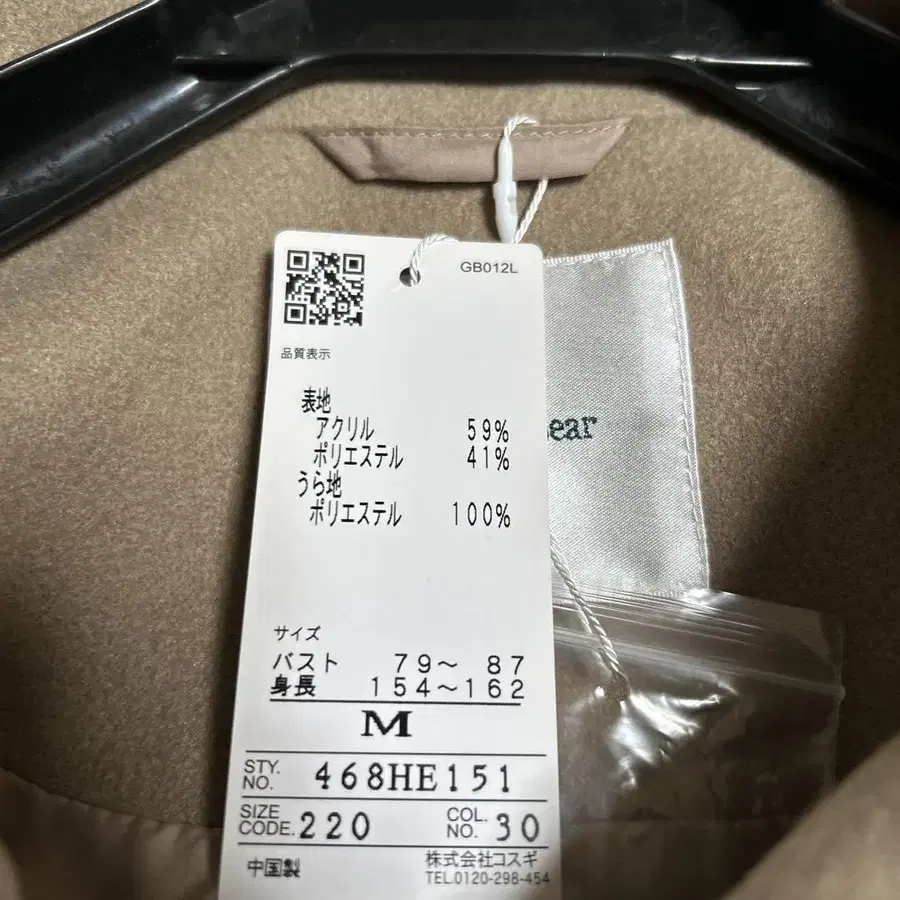 GB012L
品質表示
表地
アクリル 59%
ポリエステル 41%
うら地
ポリエステル 100%
サイズ
バスト 79～ 87
身長 154～162
M
STY. NO. 468HE151
SIZE CODE. 220 COL. NO. 30
中国製 株式会社コスギ
TEL.0120-298-454